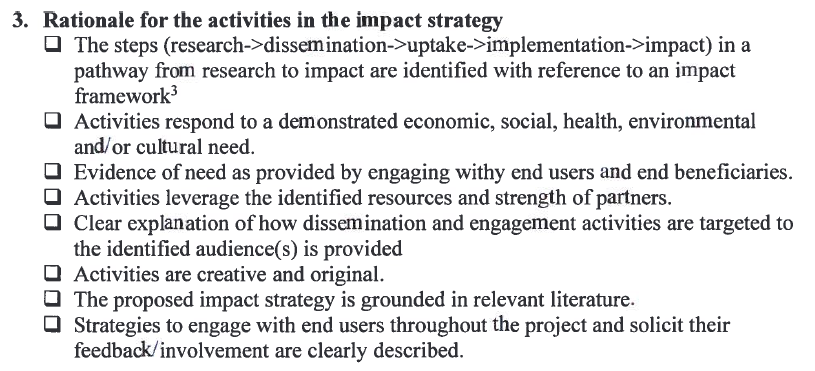 3. Rationale for the activities in the impact strategy
❑ The steps (research->dissemination->uptake->implementation->impact) in a
pathway from research to impact are identified with reference to an impact
framework³
❑ Activities respond to a demonstrated economic, social, health, environmental
and/or cultural need.
❑ Evidence of need as provided by engaging withy end users and end beneficiaries.
❑ Activities leverage the identified resources and strength of partners.
❑ Clear explanation of how dissemination and engagement activities are targeted to
the identified audience(s) is provided
❑ Activities are creative and original.
❑ The proposed impact strategy is grounded in relevant literature.
❑ Strategies to engage with end users throughout the project and solicit their
feedback/involvement are clearly described.